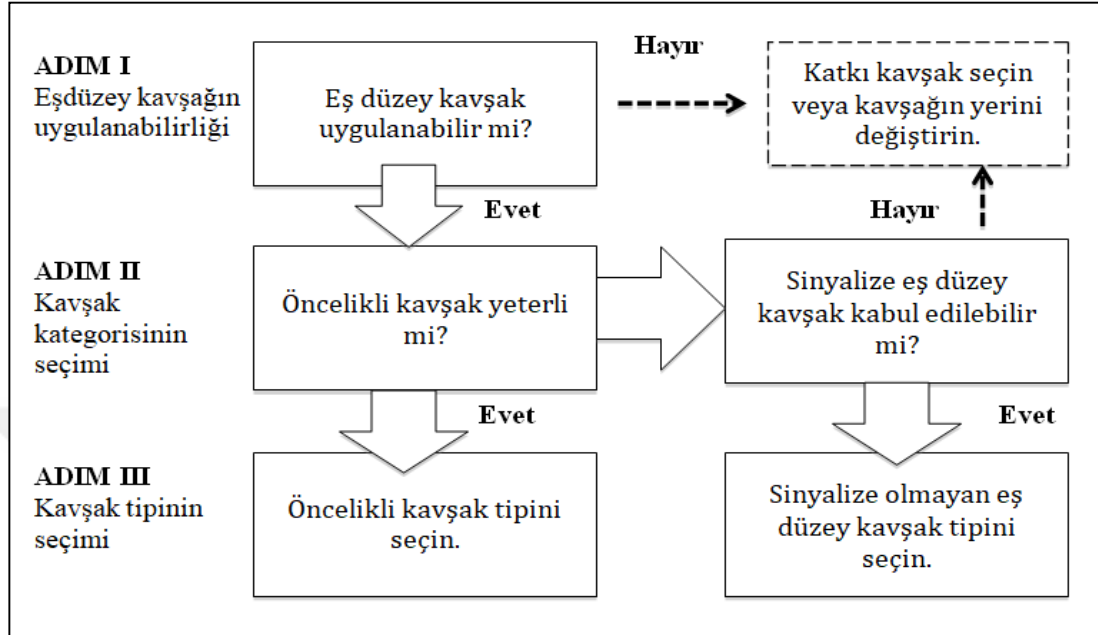 ADIM I
Eşdüzey kavşağın
uygulanabilirliği
Eş düzey kavşak
uygulanabilir mi?
Hayır
Katkı kavşak seçin
veya kavşağın yerini
değiştirin.
Evet
Hayır
ADIM II
Kavşak
kategorisinin
seçimi
Öncelikli kavşak yeterli
mi?
Sinyalize eş düzey
kavşak kabul edilebilir
mi?
Evet
Evet
ADIM III
Kavşak tipinin
seçimi
Öncelikli kavşak tipini
seçin.
Sinyalize olmayan eş
düzey kavşak tipini
seçin.